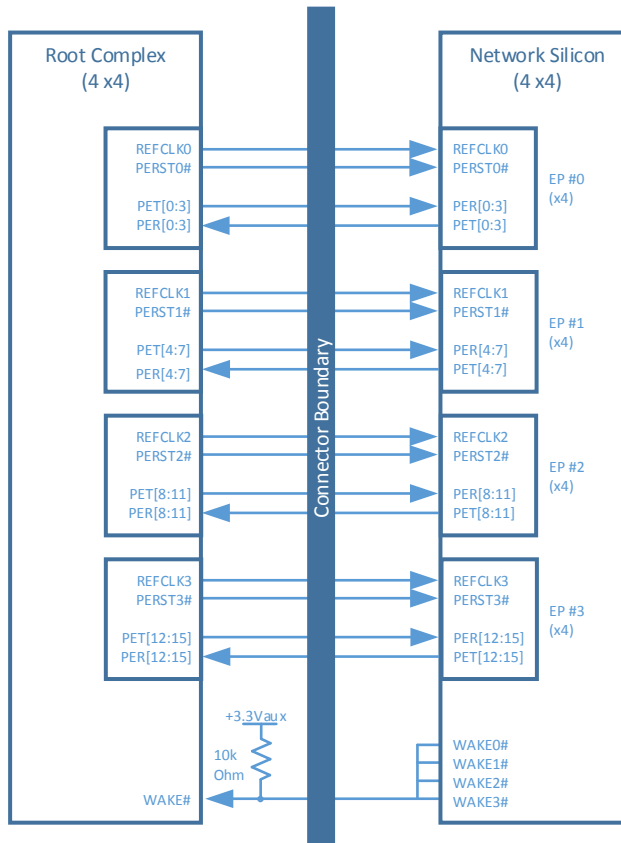 Root Complex
(4 x4)
Network Silicon
(4 x4)
Connector Boundary
REFCLK0
PERST0#
PET[0:3]
PER[0:3]
REFCLK0
PERST0#
PER[0:3]
PET[0:3]
EP #0
(x4)
REFCLK1
PERST1#
PET[4:7]
PER[4:7]
REFCLK1
PERST1#
PER[4:7]
PET[4:7]
EP #1
(x4)
REFCLK2
PERST2#
PET[8:11]
PER[8:11]
REFCLK2
PERST2#
PER[8:11]
PET[8:11]
EP #2
(x4)
REFCLK3
PERST3#
PET[12:15]
PER[12:15]
REFCLK3
PERST3#
PER[12:15]
PET[12:15]
EP #3
(x4)
+3.3Vaux
10k
Ohm
WAKE#
WAKE0#
WAKE1#
WAKE2#
WAKE3#